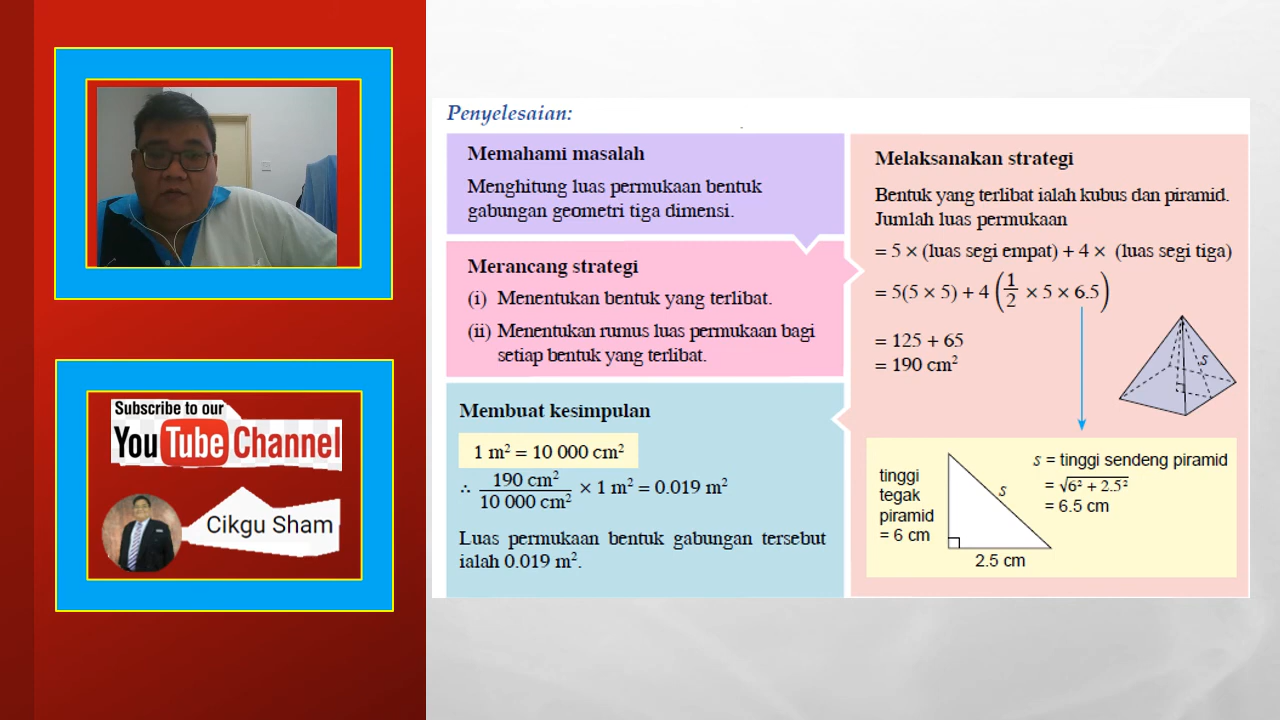 Subscribe to our
YouTube Channel
Cikgu Sham
Penyelesaian:
Memahami masalah
Menghitung luas permukaan bentuk
gabungan geometri tiga dimensi.
Merancang strategi
(i) Menentukan bentuk yang terlibat.
(ii) Menentukan rumus luas permukaan bagi
setiap bentuk yang terlibat.
Membuat kesimpulan
1 m² = 10 000 cm²
∴ 190 cm² / 10 000 cm² × 1 m² = 0.019 m²
Luas permukaan bentuk gabungan tersebut
ialah 0.019 m².
Melaksanakan strategi
Bentuk yang terlibat ialah kubus dan piramid.
Jumlah luas permukaan
= 5 × (luas segi empat) + 4 × (luas segi tiga)
= 5(5 × 5) + 4 (1/2 × 5 × 6.5)
= 125 + 65
= 190 cm²
s
tinggi
tegak
piramid
= 6 cm
s
2.5 cm
s = tinggi sendeng piramid
= √6² + 2.5²
= 6.5 cm